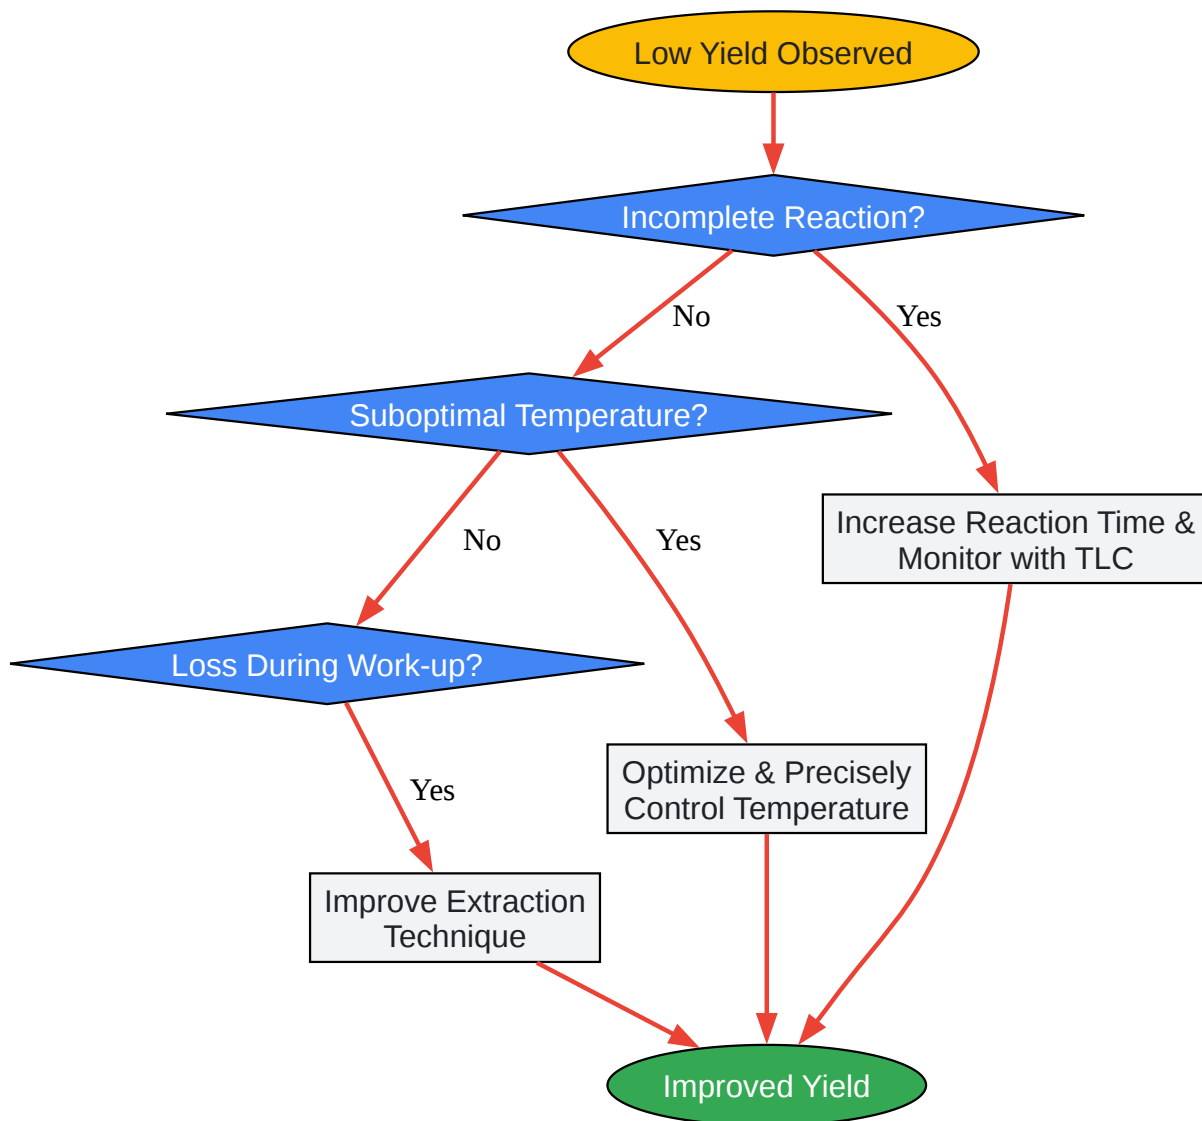 Low Yield Observed
Incomplete Reaction?
No
Yes
Suboptimal Temperature?
Increase Reaction Time &
Monitor with TLC
No
Yes
Loss During Work-up?
Optimize & Precisely
Control Temperature
Yes
Improve Extraction
Technique
Improved Yield